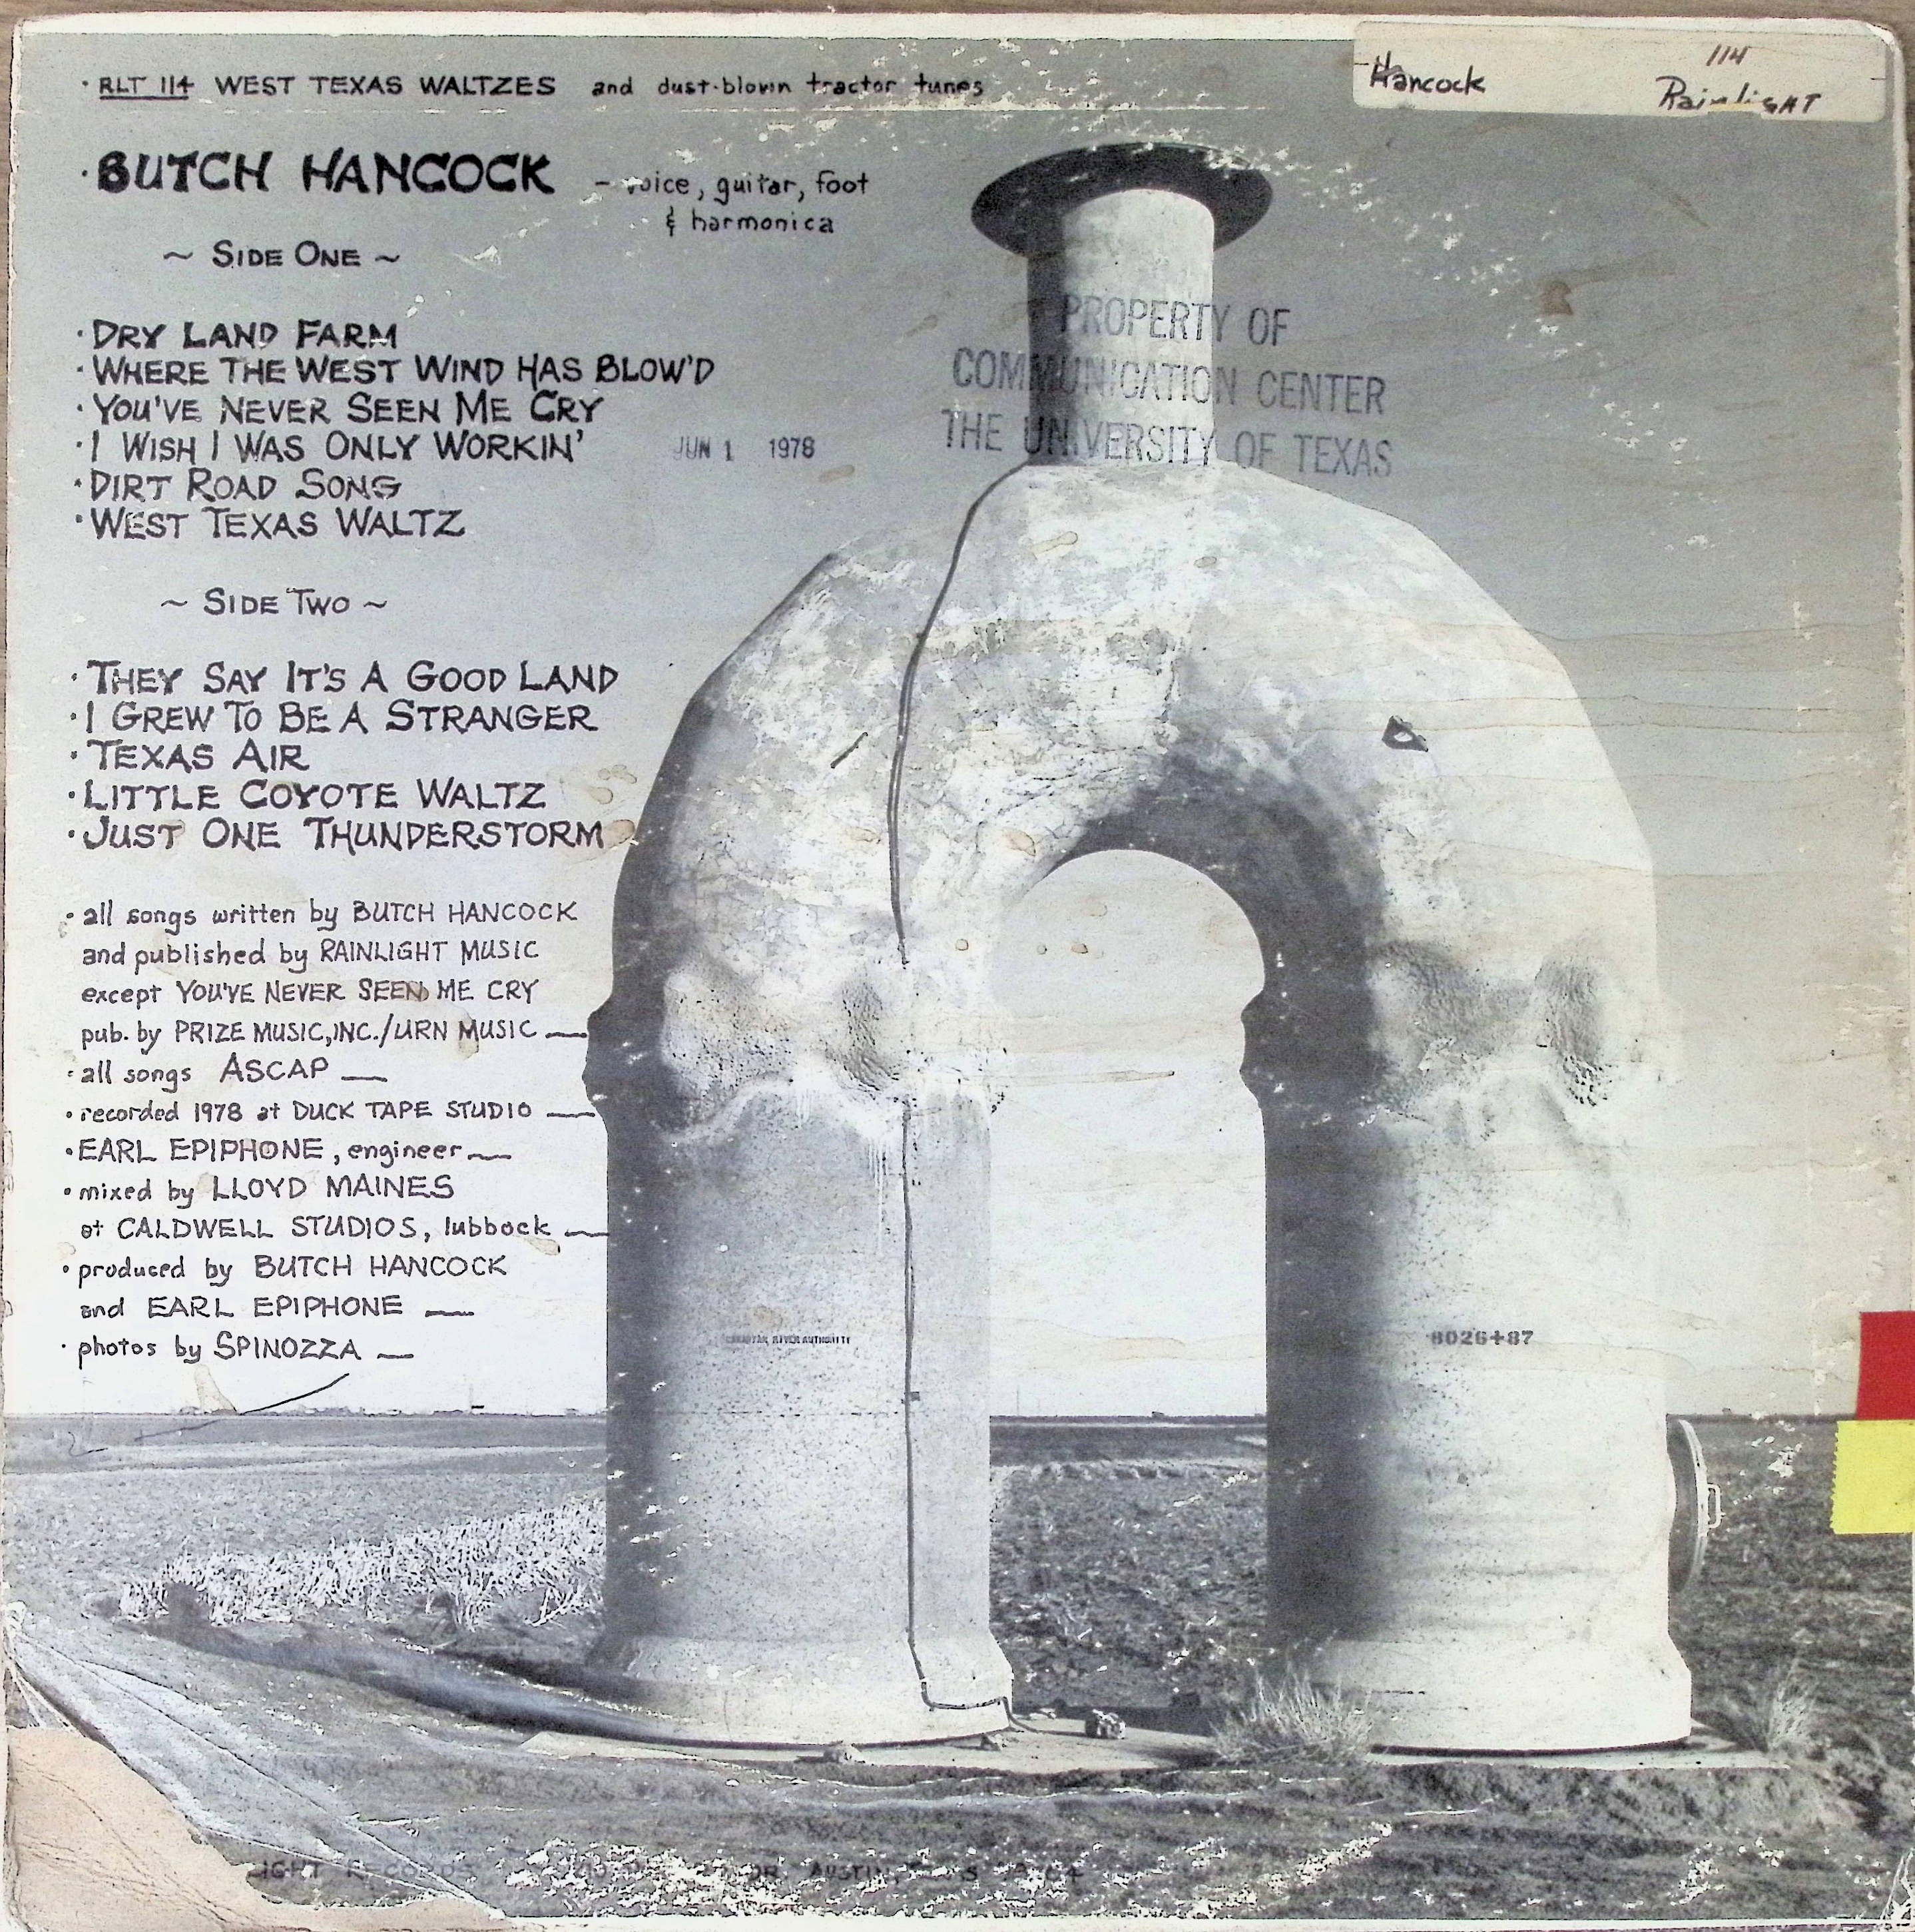 · RLT 114 WEST TEXAS WALTZES and dust-blown tractor tunes
Hancock
114
Rainlight
· BUTCH HANCOCK – voice, guitar, foot
& harmonica
~ SIDE ONE ~
· DRY LAND FARM
· WHERE THE WEST WIND HAS BLOW'D
· YOU'VE NEVER SEEN ME CRY
· I WISH I WAS ONLY WORKIN'
· DIRT ROAD SONG
· WEST TEXAS WALTZ
JUN 1 1978
PROPERTY OF
COMMUNICATION CENTER
THE UNIVERSITY OF TEXAS
~ SIDE TWO ~
· THEY SAY IT'S A GOOD LAND
· I GREW TO BE A STRANGER
· TEXAS AIR
· LITTLE COYOTE WALTZ
· JUST ONE THUNDERSTORM
· all songs written by BUTCH HANCOCK
and published by RAINLIGHT MUSIC
except YOU'VE NEVER SEEN ME CRY
pub. by PRIZE MUSIC, INC./URN MUSIC —
· all songs ASCAP —
· recorded 1978 at DUCK TAPE STUDIO —
· EARL EPIPHONE, engineer —
· mixed by LLOYD MAINES
at CALDWELL STUDIOS, lubbock —
· produced by BUTCH HANCOCK
and EARL EPIPHONE —
· photos by SPINOZZA —
RIVER AUTHORITY
8026+87
RECORDS AUSTIN,